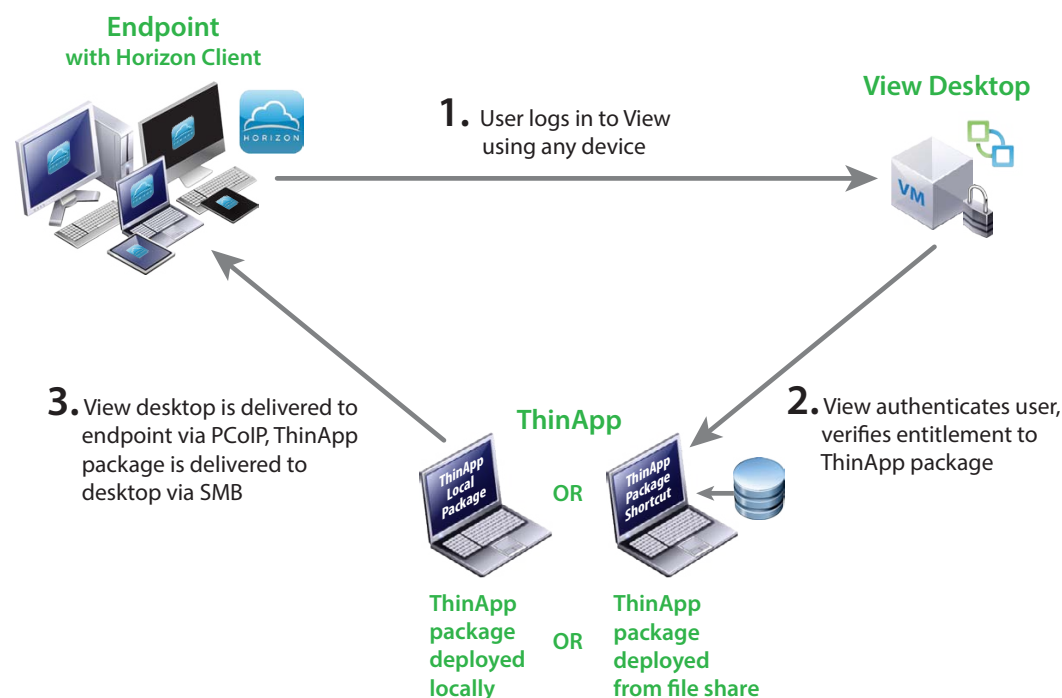 Endpoint
with Horizon Client
HORIZON
1. User logs in to View
using any device
View Desktop
VM
3. View desktop is delivered to
endpoint via PCoIP, ThinApp
package is delivered to
desktop via SMB
ThinApp
2. View authenticates user,
verifies entitlement to
ThinApp package
ThinApp
Local
Package
OR
ThinApp
Package
Shortcut
ThinApp
package
deployed
locally
OR
ThinApp
package
deployed
from file share